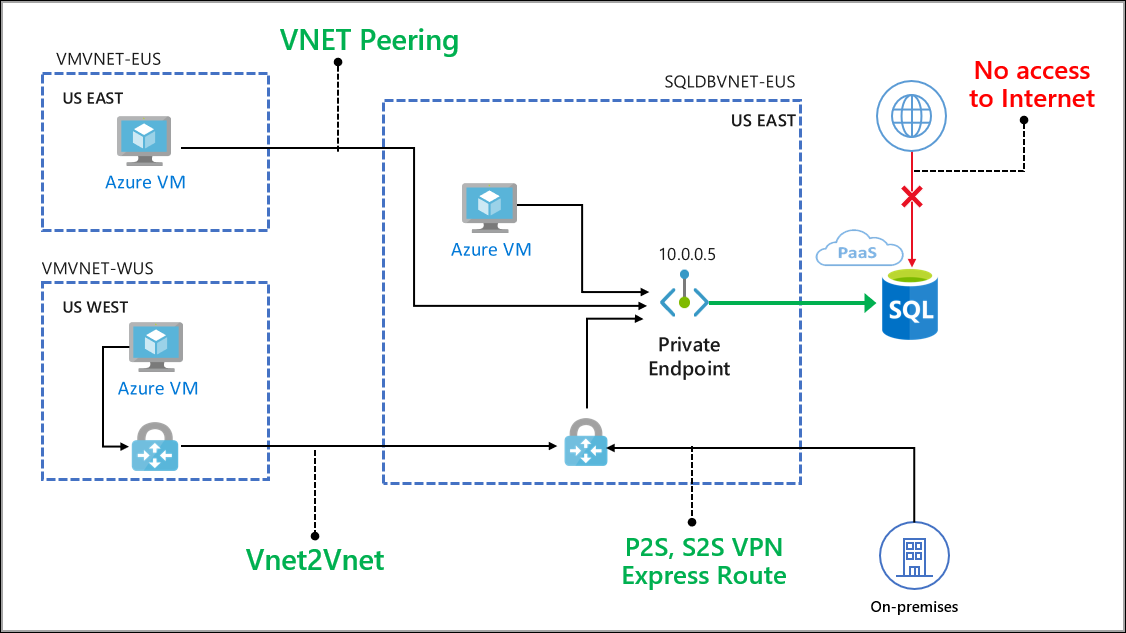 VNET Peering
VMVNET-EUS
US EAST
Azure VM
SQLDBVNET-EUS
US EAST
No access
to Internet
Azure VM
10.0.0.5
PaaS
SQL
Private
Endpoint
VMVNET-WUS
US WEST
Azure VM
Vnet2Vnet
P2S, S2S VPN
Express Route
On-premises